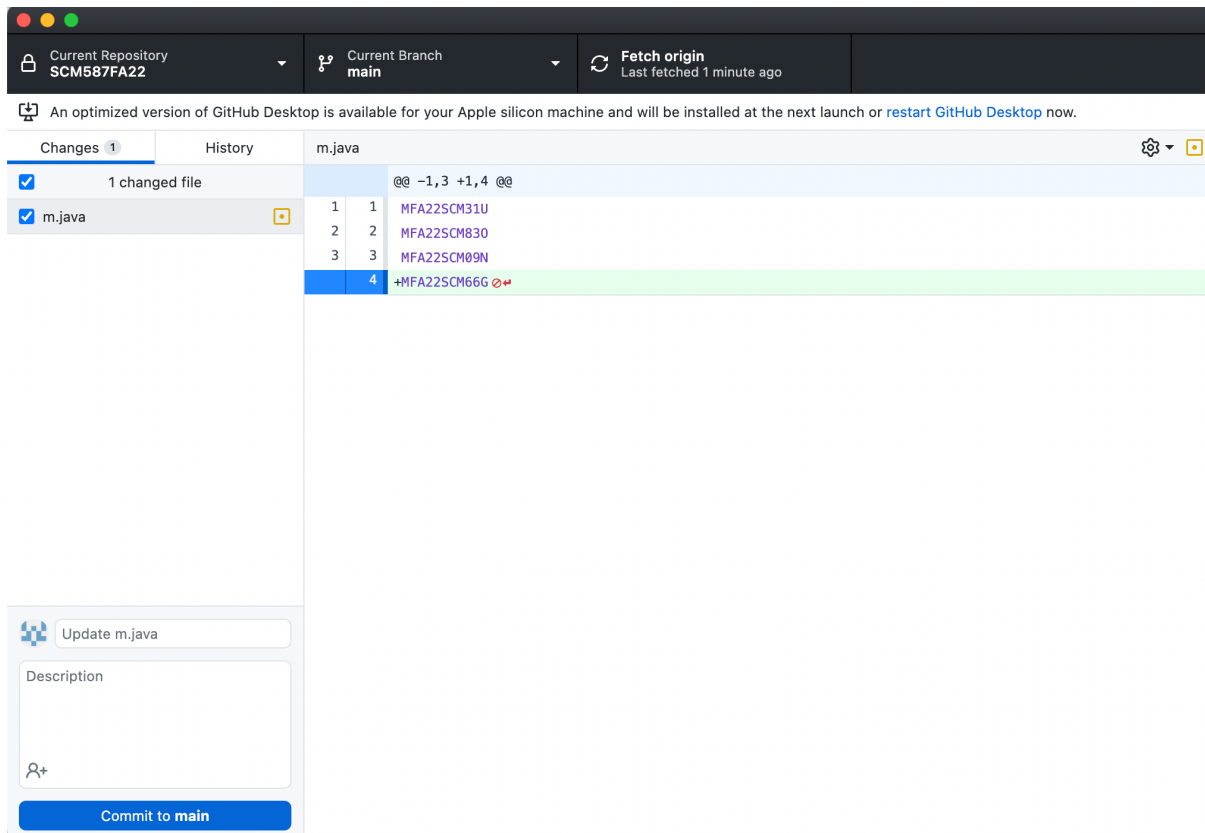 Current Repository
SCM587FA22
Current Branch
main
Fetch origin
Last fetched 1 minute ago
An optimized version of GitHub Desktop is available for your Apple silicon machine and will be installed at the next launch or restart GitHub Desktop now.
Changes 1
History
m.java
1 changed file
m.java
@@ -1,3 +1,4 @@
1 1 MFA22SCM31U
2 2 MFA22SCM83O
3 3 MFA22SCM09N
4 +MFA22SCM66G
Update m.java
Description
Commit to main